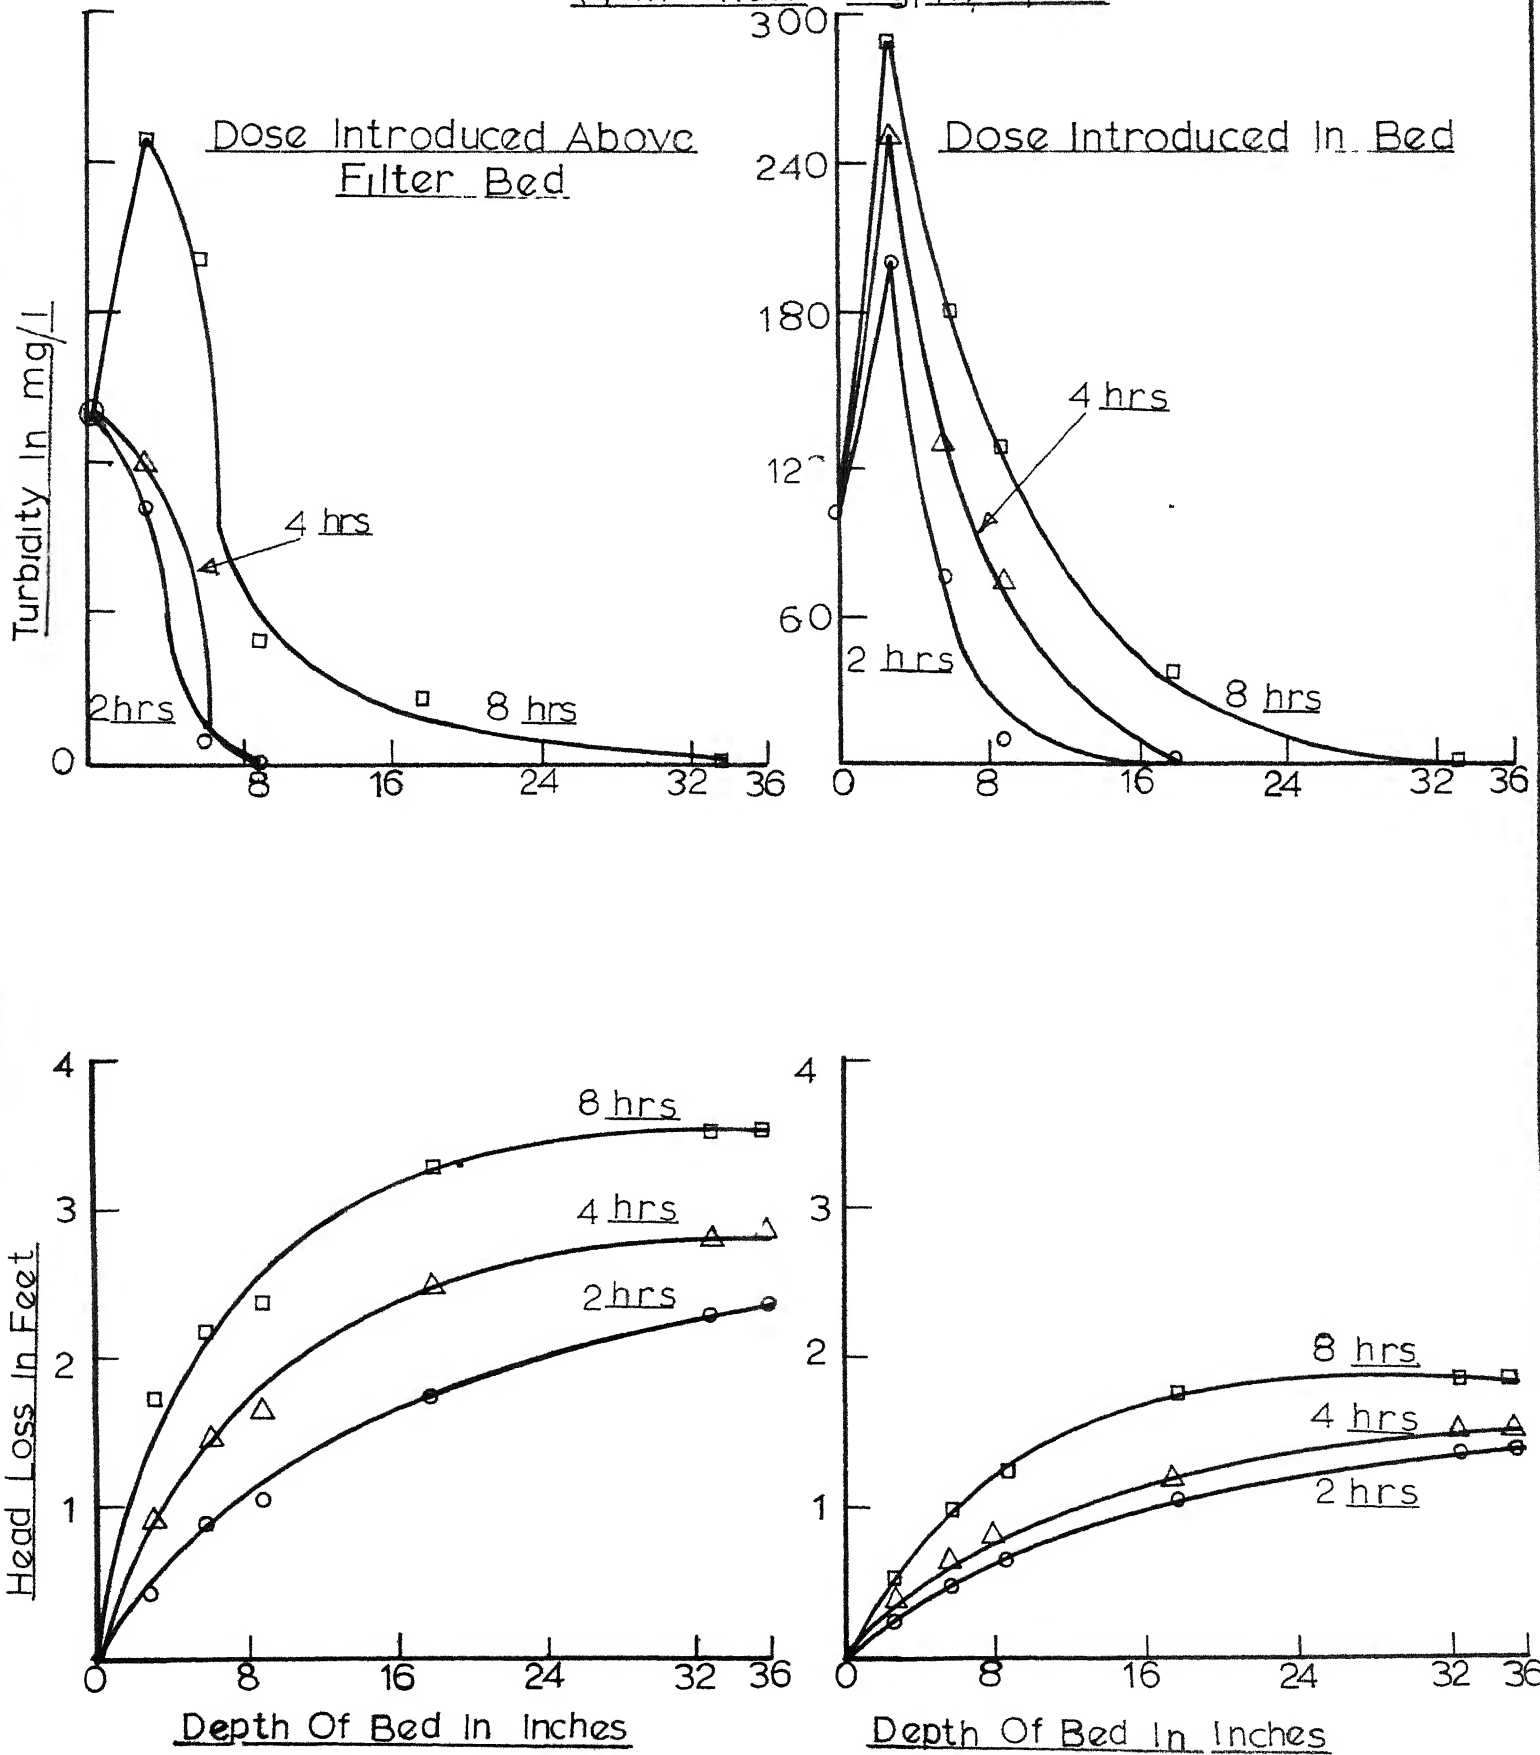 300
Dose Introduced Above
Filter Bed
Dose Introduced In Bed
240
180
12
60
Turbidity In mg/l
4 hrs
4 hrs
2hrs
8 hrs
2 hrs
8 hrs
0
8
16
24
32
36
0
8
16
24
32
36
4
3
2
1
Head Loss In Feet
8 hrs
4 hrs
2hrs
0
8
16
24
32
36
Depth Of Bed In Inches
4
3
2
1
8 hrs
4 hrs
2 hrs
0
8
16
24
32
36
Depth Of Bed In Inches